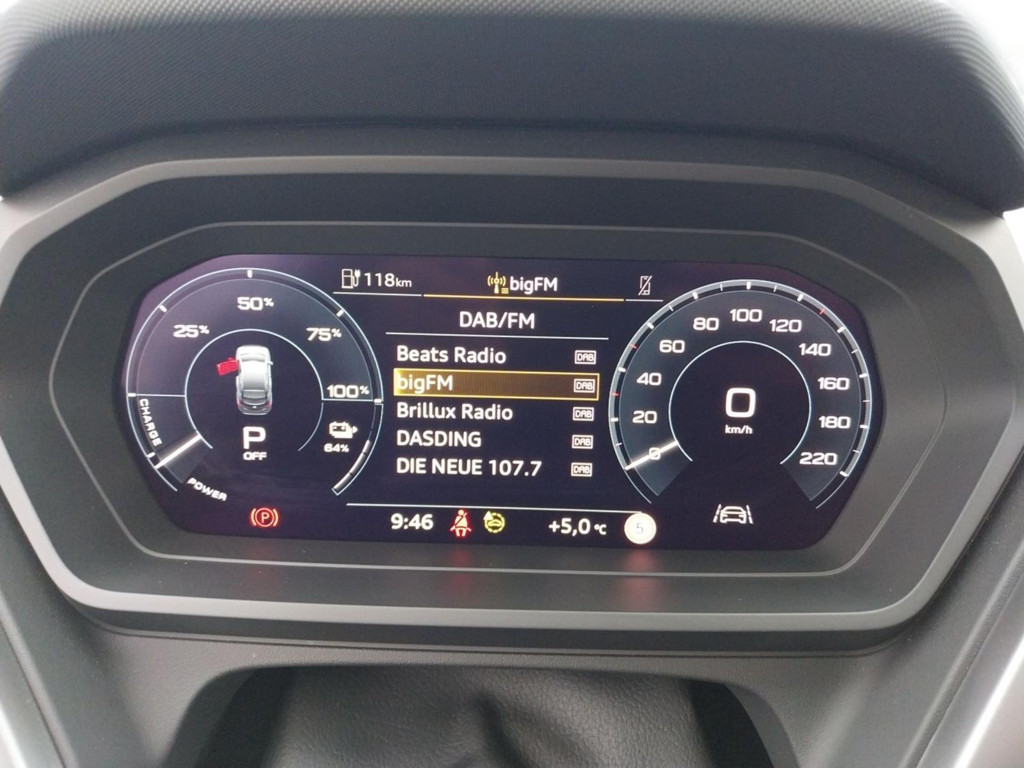 118km
bigFM
DAB/FM
Beats Radio DAB
bigFM DAB
Brillux Radio DAB
DASDING DAB
DIE NEUE 107.7 DAB
25%
50%
75%
100%
CHARGE
POWER
P
OFF
64%
P
9:46
+5,0 °C
5
0
20
40
60
80
100
120
140
160
180
220
0
km/h